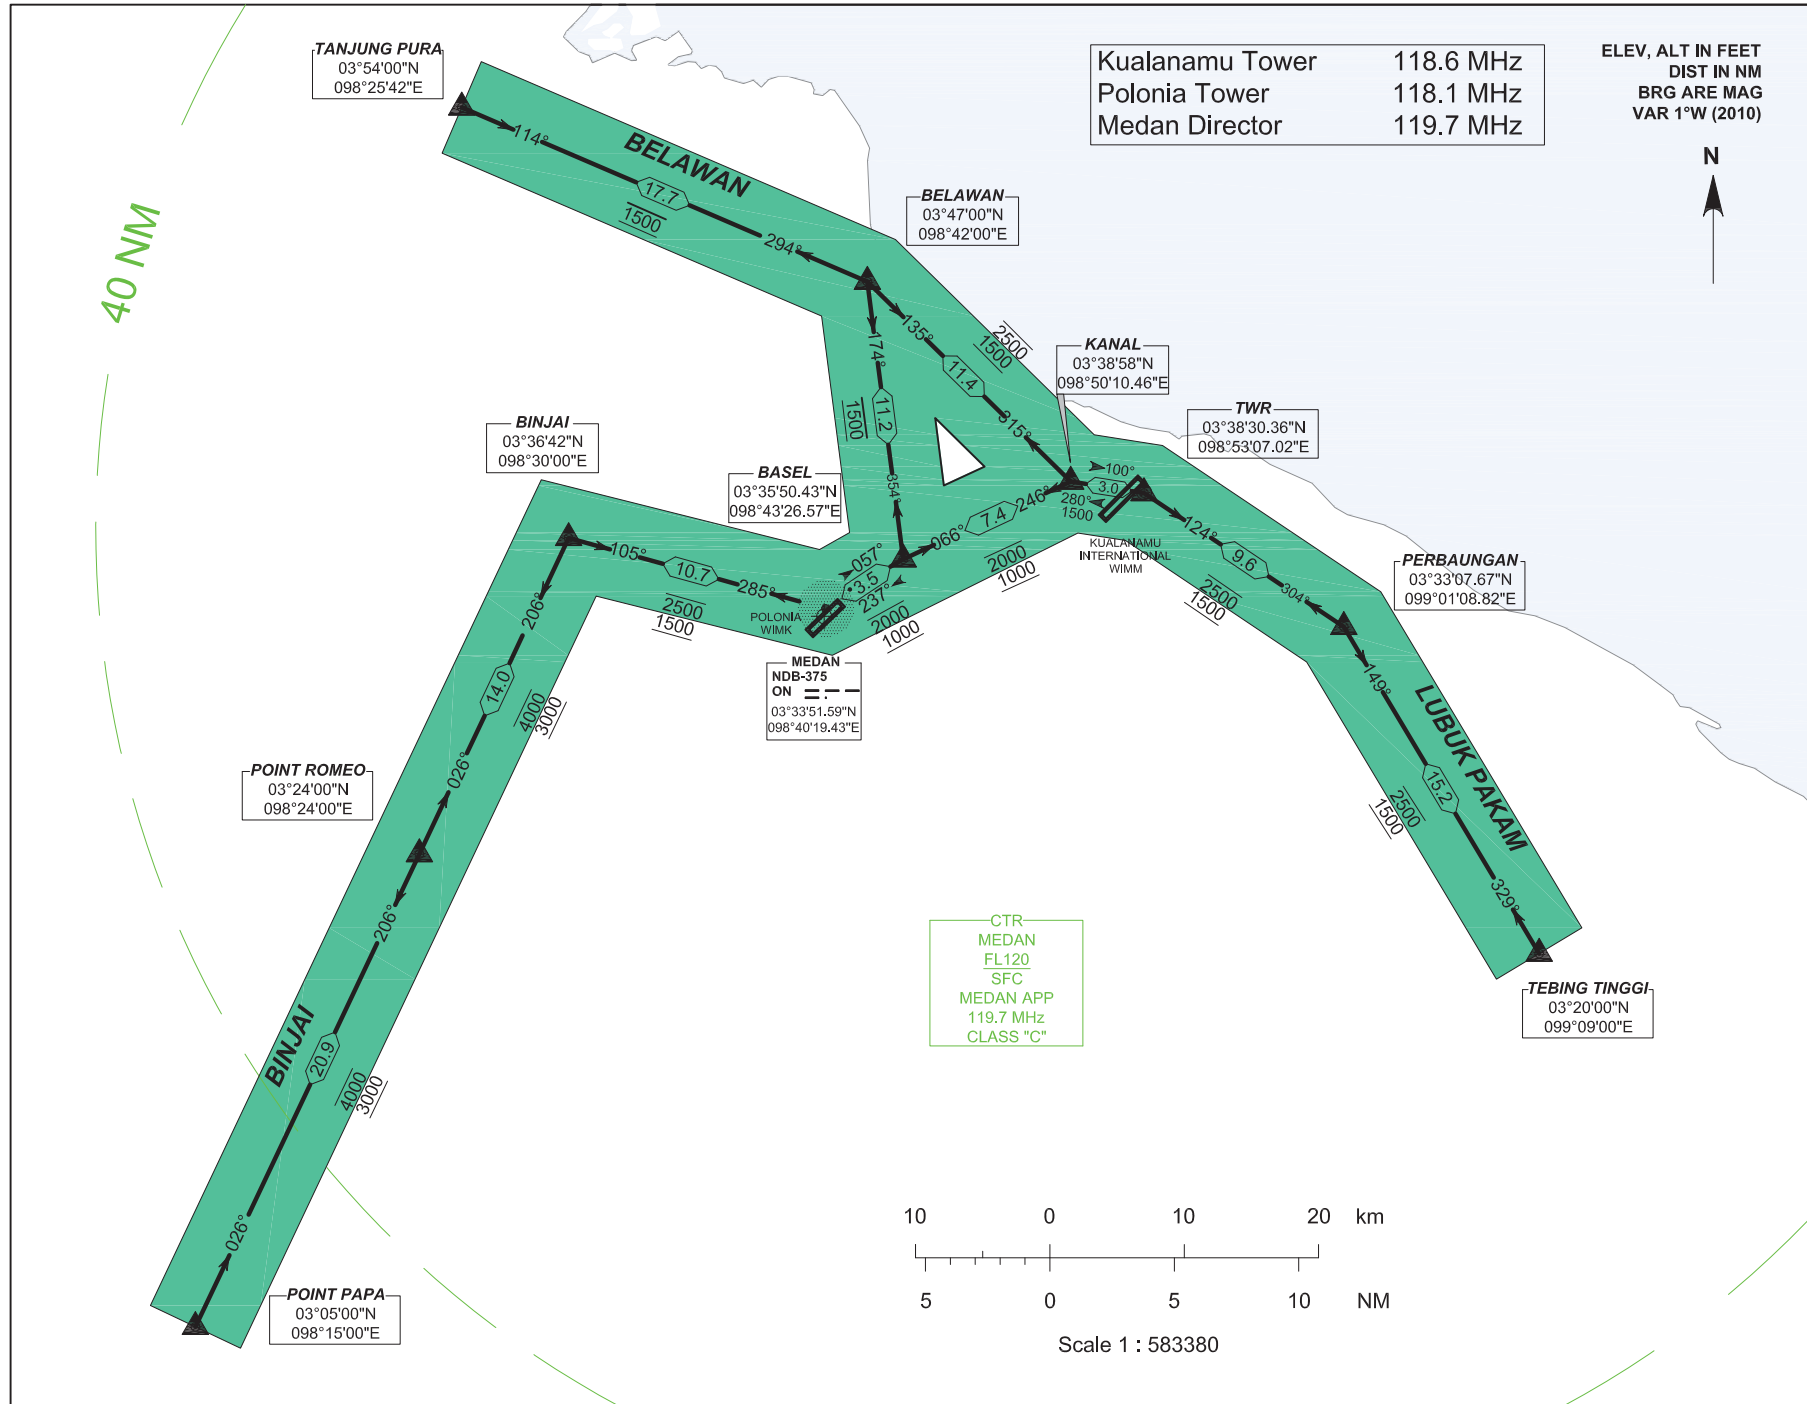 TANJUNG PURA
03°54'00"N
098°25'42"E
Kualanamu Tower 118.6 MHz
Polonia Tower 118.1 MHz
Medan Director 119.7 MHz
ELEV, ALT IN FEET
DIST IN NM
BRG ARE MAG
VAR 1°W (2010)
N
40 NM
114°
BELAWAN
17.7
1500
294°
BELAWAN
03°47'00"N
098°42'00"E
135°
174°
2500
1500
11.4
11.2
1500
315°
354°
KANAL
03°38'58"N
098°50'10.46"E
TWR
03°38'30.36"N
098°53'07.02"E
BINJAI
03°36'42"N
098°30'00"E
BASEL
03°35'50.43"N
098°43'26.57"E
100°
3.0
280°
1500
246°
7.4
066°
2000
1000
KUALANAMU
INTERNATIONAL
WIMM
124°
9.6
304°
2500
1500
PERBAUNGAN
03°33'07.67"N
099°01'08.82"E
105°
10.7
285°
2500
1500
057°
3.5
237°
2000
1000
POLONIA
WIMK
MEDAN
NDB-375
ON
03°33'51.59"N
098°40'19.43"E
206°
14.0
4000
3000
026°
149°
LUBUK PAKAM
15.2
2500
1500
329°
POINT ROMEO
03°24'00"N
098°24'00"E
206°
BINJAI
20.9
4000
3000
026°
CTR
MEDAN
FL120
SFC
MEDAN APP
119.7 MHz
CLASS "C"
TEBING TINGGI
03°20'00"N
099°09'00"E
POINT PAPA
03°05'00"N
098°15'00"E
10 0 10 20 km
5 0 5 10 NM
Scale 1 : 583380